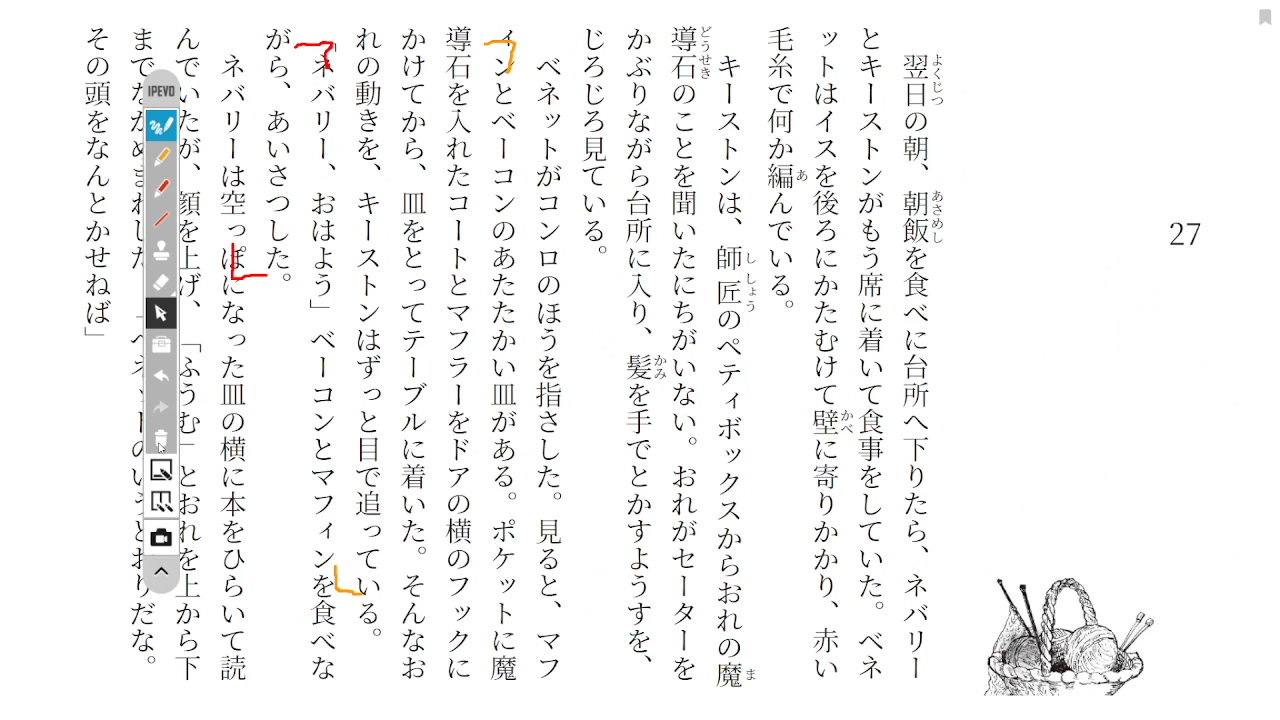 27
翌日の朝、朝飯を食べに台所へ下りたら、ネバリー
とキーストンがもう席に着いて食事をしていた。ベネ
ットはイスを後ろにかたむけて壁に寄りかかり、赤い
毛糸で何か編んでいる。
キーストンは、師匠のペティボックスからおれの魔
導石のことを聞いたにちがいない。おれがセーターを
かぶりながら台所に入り、髪を手でとかすようすを、
じろじろ見ている。
ベネットがコンロのほうを指さした。見ると、マフ
ィンとベーコンのあたたかい皿がある。ポケットに魔
導石を入れたコートとマフラーをドアの横のフックに
かけてから、皿をとってテーブルに着いた。そんなお
れの動きを、キーストンはずっと目で追っている。
「ネバリー、おはよう」ベーコンとマフィンを食べな
がら、あいさつした。
ネバリーは空っぽになった皿の横に本をひらいて読
んでいたが、顔を上げ、「ふうむ」とおれを上から下
までながめまわした。「ベネットのいうとおりだな。
その頭をなんとかせねば」
IPEVO